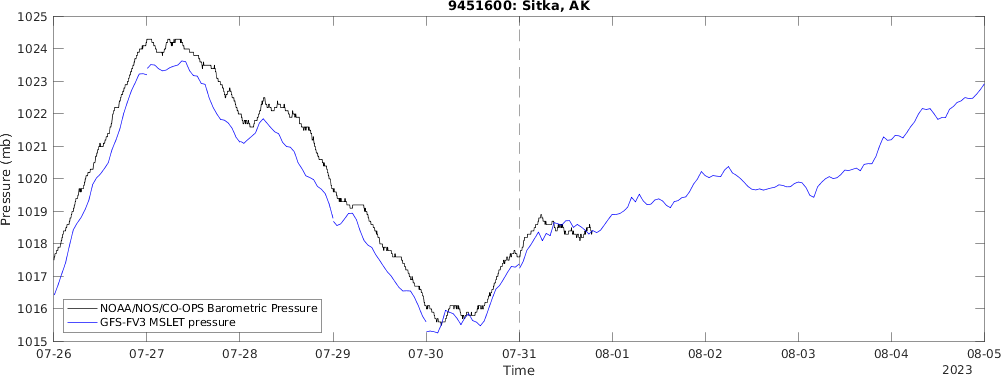 9451600: Sitka, AK
Pressure (mb)
1025
1024
1023
1022
1021
1020
1019
1018
1017
1016
1015
NOAA/NOS/CO-OPS Barometric Pressure
GFS-FV3 MSLET pressure
07-26 07-27 07-28 07-29 07-30 07-31 08-01 08-02 08-03 08-04 08-05
Time
2023